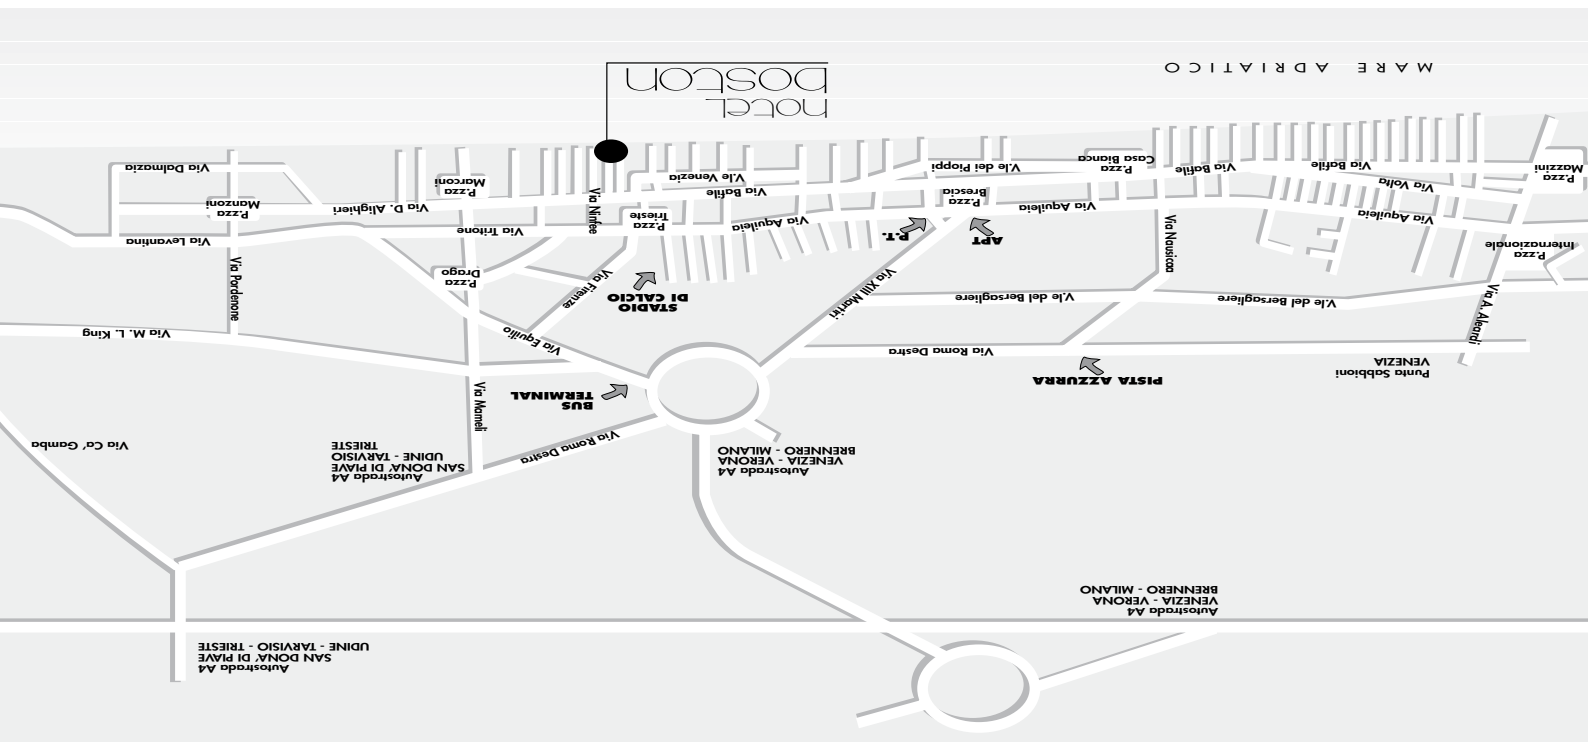 Autostrada A4
SAN DONA' DI PIAVE
UDINE - TARVISIO - TRIESTE
Autostrada A4
VENEZIA - VERONA
BRENNERO - MILANO
Autostrada A4
VENEZIA - VERONA
BRENNERO - MILANO
Autostrada A4
SAN DONA' DI PIAVE
UDINE - TARVISIO
TRIESTE
Via Ca' Gamba
Via Roma Destra
Via Mameli
BUS
TERMINAL
PISTA AZZURRA
Punta Sabbioni
VENEZIA
Via Roma Destra
Via A. Aleardi
Via Equilio
Via M. L. King
V.le del Bersagliere
V.le del Bersagliere
Via XIII Martiri
STADIO
DI CALCIO
Via Firenze
P.zza
Drago
Via Pordenone
P.zza
Internazionale
Via Nausicaa
APT
P.T.
Via Levantina
Via Tritone
P.zza
Trieste
Via Aquileia
Via Aquileia
Via Aquileia
Via Ninfee
P.zza
Manzoni
Via D. Alighieri
P.zza
Brescia
Via Volta
P.zza
Marconi
Via Bafile
V.le Venezia
P.zza
Mazzini
Via Bafile
Via Bafile
P.zza
Casa Bianca
V.le dei Pioppi
Via Dalmazia
hotel
boston
MARE ADRIATICO